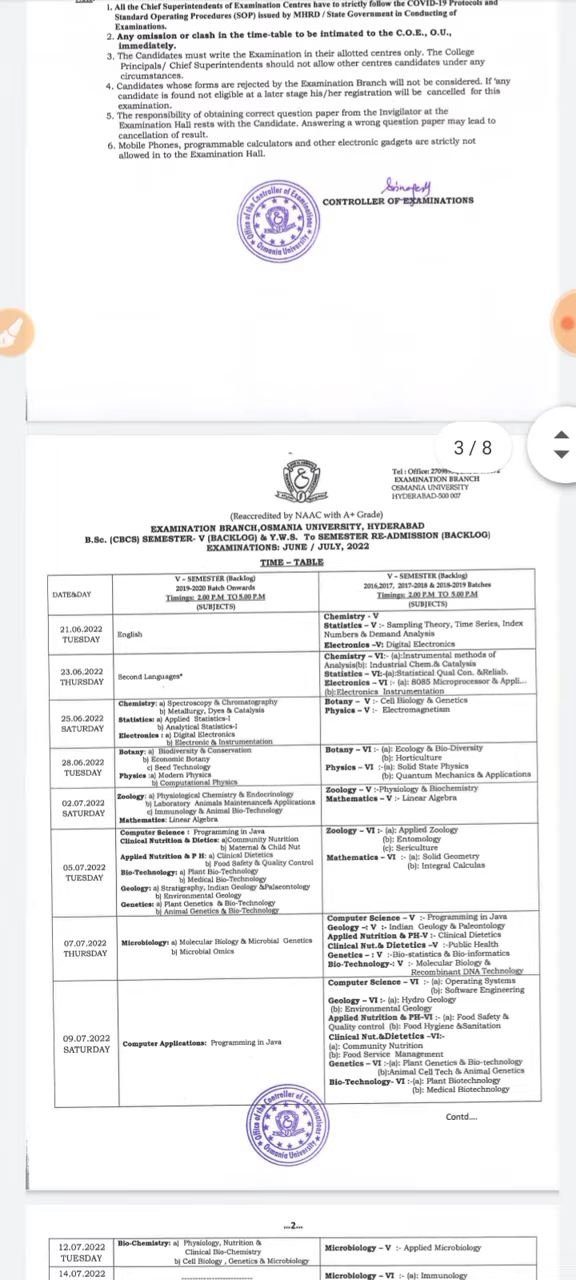 1. All the Chief Superintendents of Examination Centres have to strictly follow the COVID-19 Protocols and
Standard Operating Procedures (SOP) issued by MHRD / State Government in Conducting of
Examinations.
2. Any omission or clash in the time-table to be intimated to the C.O.E., O.U.,
immediately.
3. The Candidates must write the Examination in their allotted centres only. The College
Principals/ Chief Superintendents should not allow other centres candidates under any
circumstances.
4. Candidates whose forms are rejected by the Examination Branch will not be considered. If any
candidate is found not eligible at a later stage his/her registration will be cancelled for this
examination.
5. The responsibility of obtaining correct question paper from the Invigilator at the
Examination Hall rests with the Candidate. Answering a wrong question paper may lead to
cancellation of result.
6. Mobile Phones, programmable calculators and other electronic gadgets are strictly not
allowed in to the Examination Hall.
CONTROLLER OF EXAMINATIONS
Office of the Controller of Examinations
Osmania University
3 / 8
Tel : Office:
EXAMINATION BRANCH
OSMANIA UNIVERSITY
HYDERABAD-500 007
(Reaccredited by NAAC with A+ Grade)
EXAMINATION BRANCH,OSMANIA UNIVERSITY, HYDERABAD
B.Sc. (CBCS) SEMESTER- V (BACKLOG) & Y.W.S. To SEMESTER RE-ADMISSION (BACKLOG)
EXAMINATIONS: JUNE / JULY, 2022
TIME – TABLE
DATE&DAY
V – SEMESTER (Backlog)
2019-2020 Batch Onwards
Timings: 2.00 P.M TO 5.00 P.M
(SUBJECTS)
V – SEMESTER (Backlog)
2016,2017, 2017-2018 & 2018-2019 Batches
Timings: 2.00 P.M TO 5.00 P.M
(SUBJECTS)
21.06.2022
TUESDAY
English
Chemistry - V
Statistics – V :- Sampling Theory, Time Series, Index
Numbers & Demand Analysis
Electronics –V: Digital Electronics
23.06.2022
THURSDAY
Second Languages*
Chemistry – VI:- (a):Instrumental methods of
Analysis(b): Industrial Chem.& Catalysis
Statistics – VI:-(a):Statistical Qual Con. &Reliab.
Electronics – VI :- (a): 8085 Microprocessor & Appli...
(b):Electronics Instrumentation
25.06.2022
SATURDAY
Chemistry: a) Spectroscopy & Chromatography
b) Metallurgy, Dyes & Catalysis
Statistics: a) Applied Statistics-I
b) Analytical Statistics-I
Electronics : a) Digital Electronics
b) Electronic & Instrumentation
Botany – V :- Cell Biology & Genetics
Physics – V :- Electromagnetism
28.06.2022
TUESDAY
Botany: a) Biodiversity & Conservation
b) Economic Botany
c) Seed Technology
Physics :a) Modern Physics
b) Computational Physics
Botany – VI :- (a): Ecology & Bio-Diversity
(b): Horticulture
Physics – VI :-(a): Solid State Physics
(b): Quantum Mechanics & Applications
02.07.2022
SATURDAY
Zoology: a) Physiological Chemistry & Endocrinology
b) Laboratory Animals Maintenance& Applications
c) Immunology & Animal Bio-Technology
Mathematics: Linear Algebra
Zoology – V :-Physiology & Biochemistry
Mathematics – V :- Linear Algebra
05.07.2022
TUESDAY
Computer Science : Programming in Java
Clinical Nutrition & Dietics: a)Community Nutrition
b) Maternal & Child Nut
Applied Nutrition & P H: a) Clinical Dietetics
b) Food Safety & Quality Control
Bio-Technology: a) Plant Bio-Technology
b) Medical Bio-Technology
Geology: a) Stratigraphy, Indian Geology &Palaeontology
b) Environmental Geology
Genetics: a) Plant Genetics & Bio-Technology
b) Animal Genetics & Bio-Technology
Zoology – VI :- (a): Applied Zoology
(b): Entomology
(c): Sericulture
Mathematics – VI :- (a): Solid Geometry
(b): Integral Calculas
07.07.2022
THURSDAY
Microbiology: a) Molecular Biology & Microbial Genetics
b) Microbial Omics
Computer Science – V :- Programming in Java
Geology –: V :- Indian Geology & Paleontology
Applied Nutrition & PH-V :- Clinical Dietetics
Clinical Nut.& Dietetics –V :-Public Health
Genetics – : V :-Bio-statistics & Bio-informatics
Bio-Technology-: V :- Molecular Biology &
Recombinant DNA Technology
09.07.2022
SATURDAY
Computer Applications: Programming in Java
Computer Science – VI :- (a): Operating Systems
(b): Software Engineering
Geology – VI :- (a): Hydro Geology
(b): Environmental Geology
Applied Nutrition & PH–VI :- (a): Food Safety &
Quality control (b): Food Hygiene &Sanitation
Clinical Nut.&Dietetics –VI:-
(a): Community Nutrition
(b): Food Service Management
Genetics – VI :-(a): Plant Genetics & Bio-technology
(b):Animal Cell Tech & Animal Genetics
Bio-Technology- VI :-(a): Plant Biotechnology
(b): Medical Biotechnology
Contd....
Office of the Controller of Examinations
Osmania University
...2...
12.07.2022
TUESDAY
Bio-Chemistry: a) Physiology, Nutrition &
Clinical Bio-Chemistry
b) Cell Biology , Genetics & Microbiology
Microbiology – V :- Applied Microbiology
14.07.2022
--------------------
Microbiology – VI :- (a): Immunology